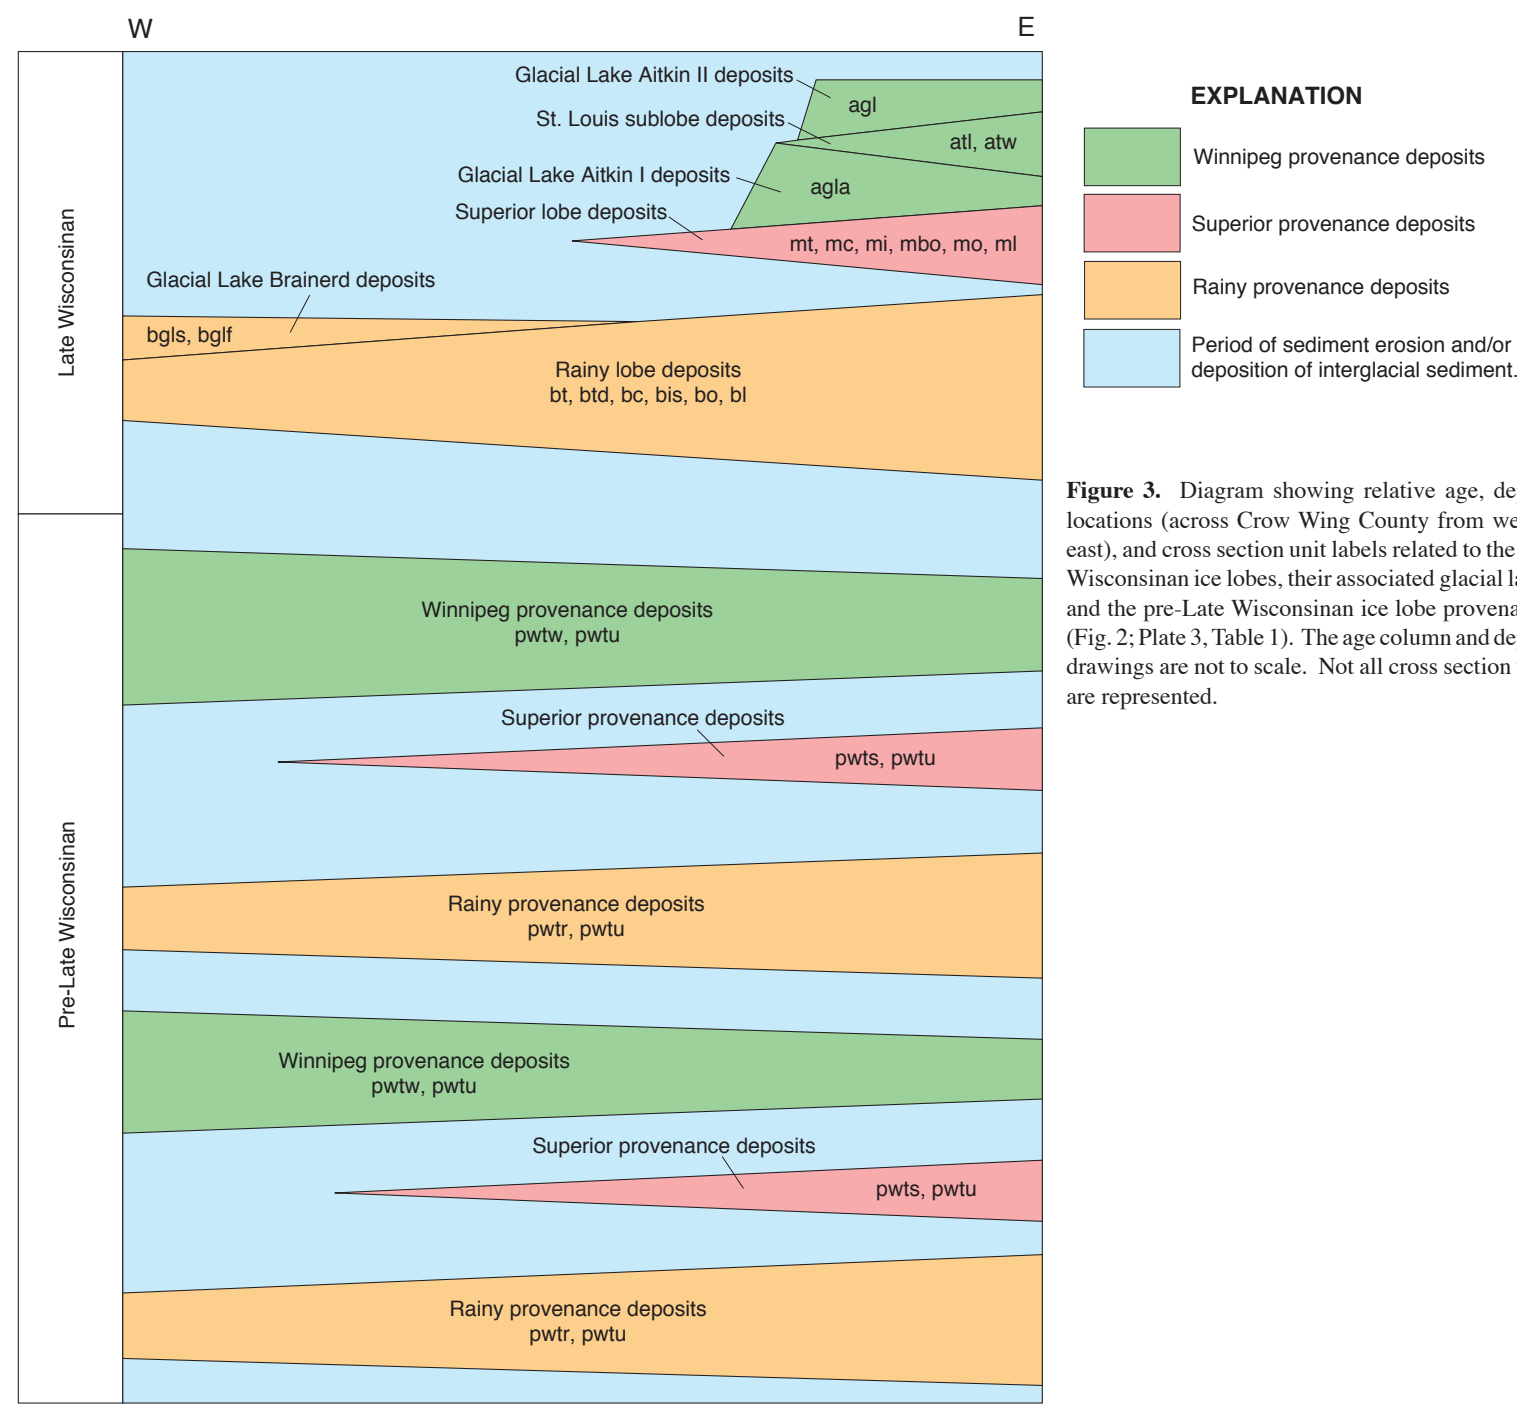 W
E
Late Wisconsinan
Pre-Late Wisconsinan
Glacial Lake Aitkin II deposits
agl
St. Louis sublobe deposits
atl, atw
Glacial Lake Aitkin I deposits
agla
Superior lobe deposits
mt, mc, mi, mbo, mo, ml
Glacial Lake Brainerd deposits
bgls, bglf
Rainy lobe deposits
bt, btd, bc, bis, bo, bl
Winnipeg provenance deposits
pwtw, pwtu
Superior provenance deposits
pwts, pwtu
Rainy provenance deposits
pwtr, pwtu
Winnipeg provenance deposits
pwtw, pwtu
Superior provenance deposits
pwts, pwtu
Rainy provenance deposits
pwtr, pwtu
EXPLANATION
Winnipeg provenance deposits
Superior provenance deposits
Rainy provenance deposits
Period of sediment erosion and/or
deposition of interglacial sediment.
Figure 3. Diagram showing relative age,
locations (across Crow Wing County from
east), and cross section unit labels related to the
Wisconsinan ice lobes, their associated glacial
and the pre-Late Wisconsinan ice lobe
(Fig. 2; Plate 3, Table 1). The age column and
drawings are not to scale. Not all cross section
are represented.